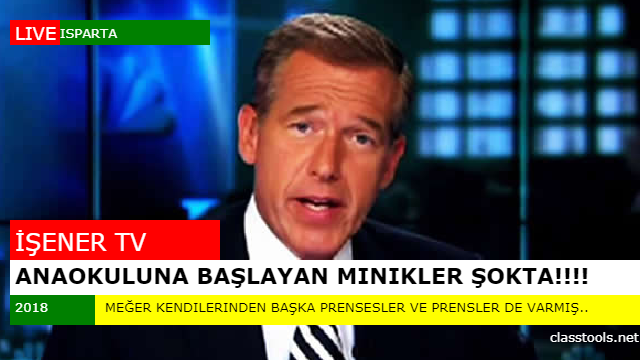 LIVE ISPARTA
İŞENER TV
ANAOKULUNA BAŞLAYAN MINIKLER ŞOKTA!!!!
2018 MEĞER KENDILERINDEN BAŞKA PRENSESLER VE PRENSLER DE VARMIŞ..
classtools.net